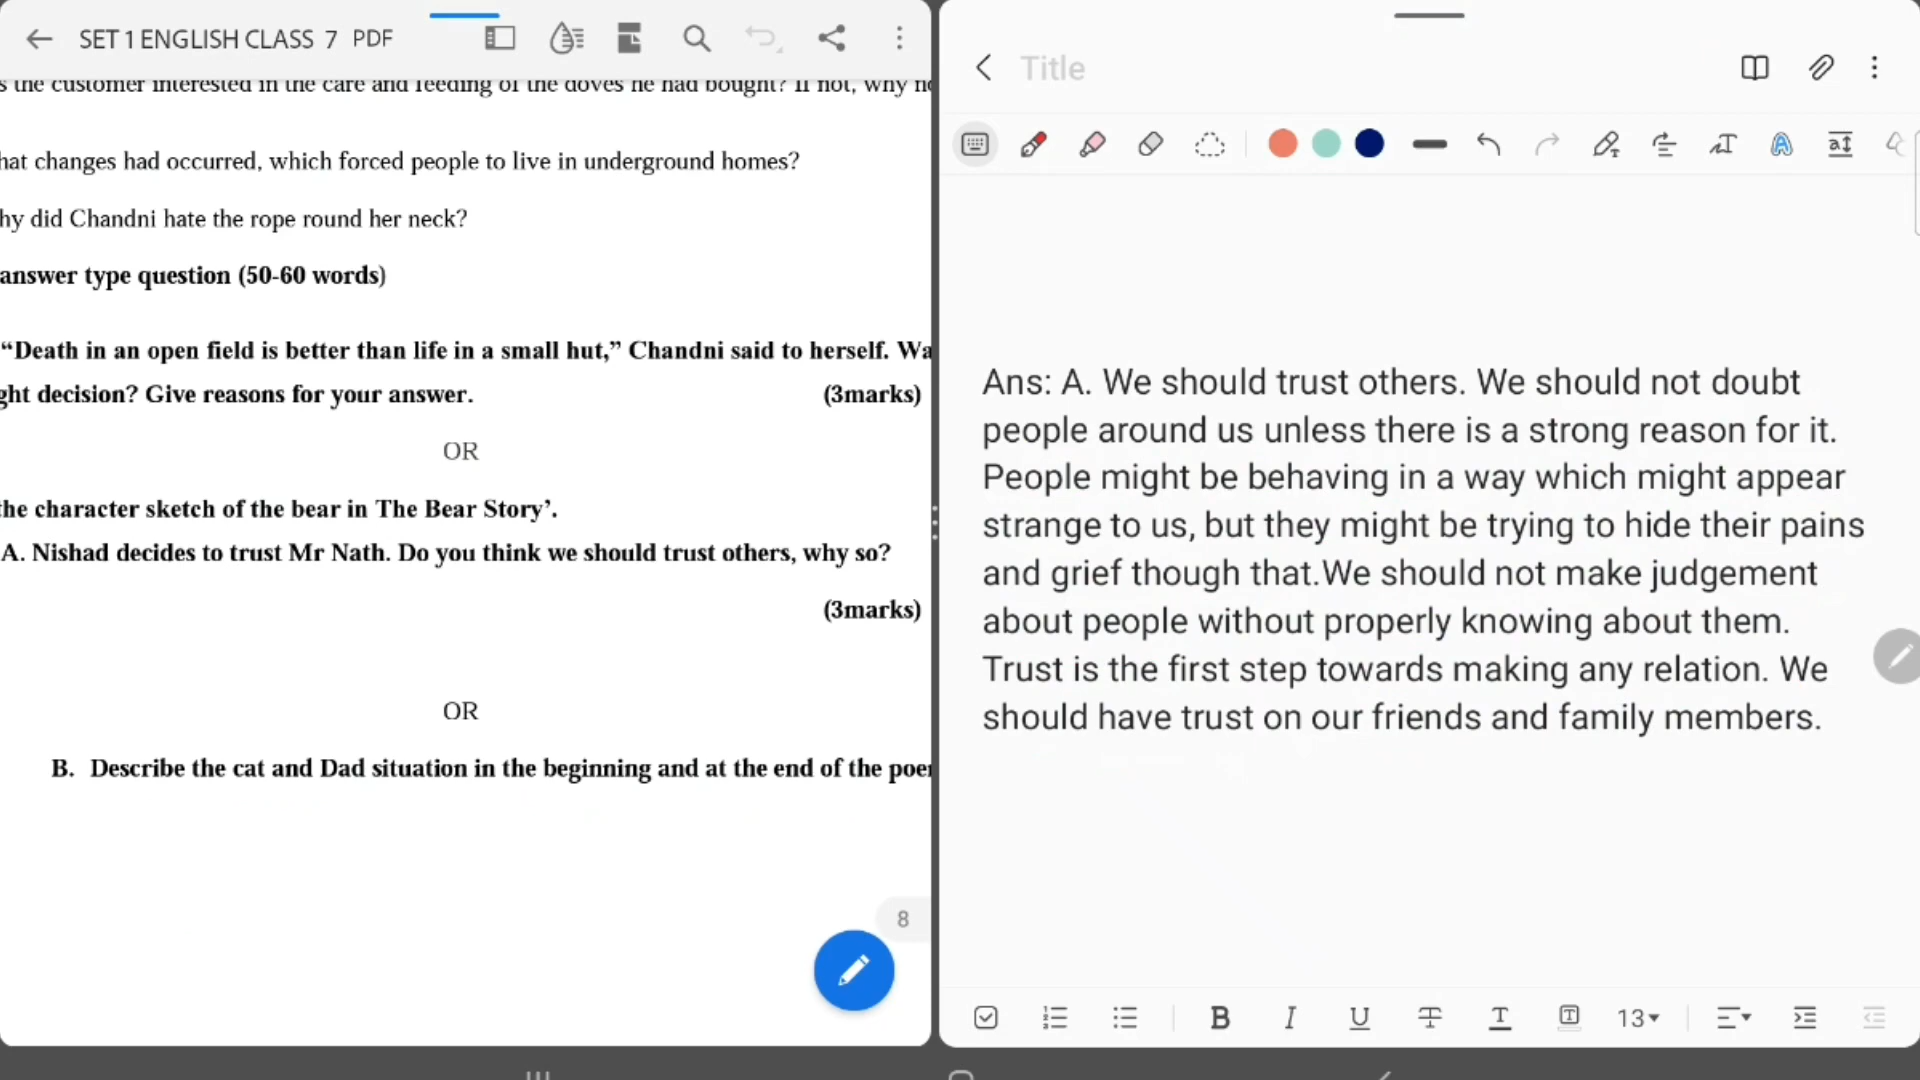 SET 1 ENGLISH CLASS 7 PDF
s the customer interested in the care and feeding of the doves he had bought? If not, why
hat changes had occurred, which forced people to live in underground homes?
hy did Chandni hate the rope round her neck?
answer type question (50-60 words)
“Death in an open field is better than life in a small hut,” Chandni said to herself. Wa
ght decision? Give reasons for your answer. (3marks)
OR
the character sketch of the bear in The Bear Story’.
A. Nishad decides to trust Mr Nath. Do you think we should trust others, why so?
(3marks)
OR
B. Describe the cat and Dad situation in the beginning and at the end of the poe
8
Title
Ans: A. We should trust others. We should not doubt
people around us unless there is a strong reason for it.
People might be behaving in a way which might appear
strange to us, but they might be trying to hide their pains
and grief though that.We should not make judgement
about people without properly knowing about them.
Trust is the first step towards making any relation. We
should have trust on our friends and family members.
B I U T T T 13